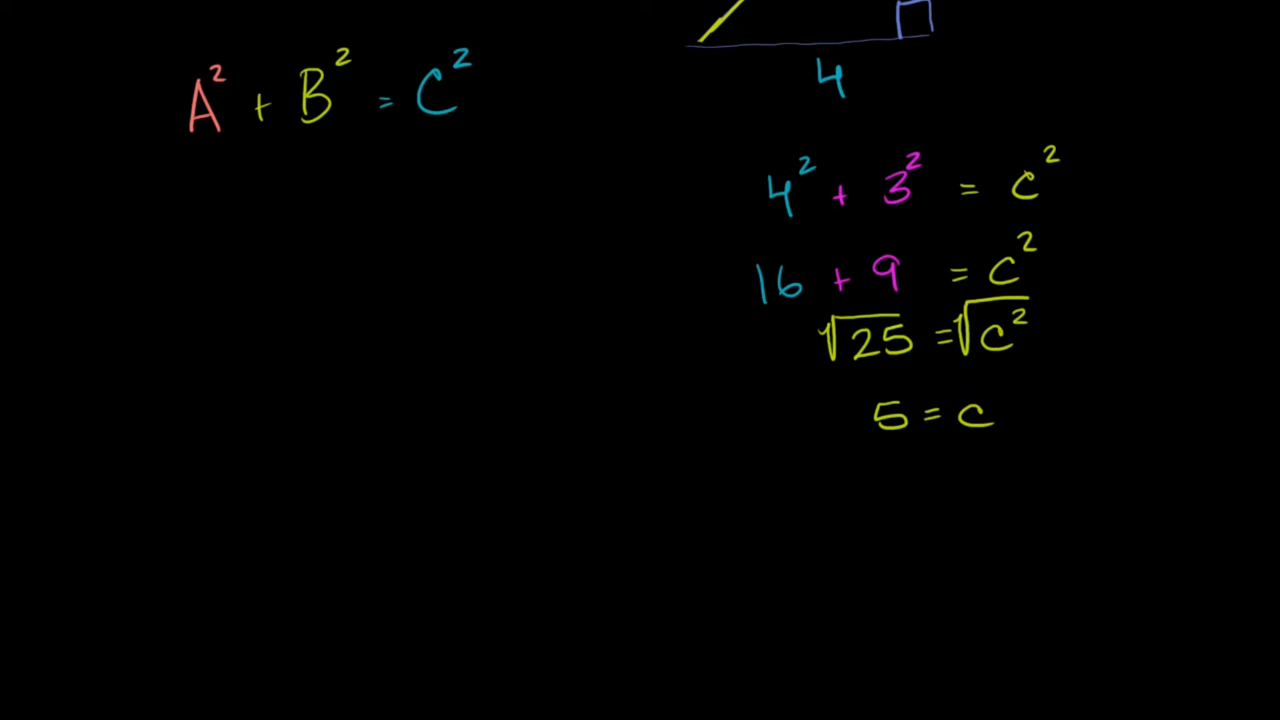 A² + B² = C²
4
4² + 3² = c²
16 + 9 = c²
√25 = √c²
5 = c